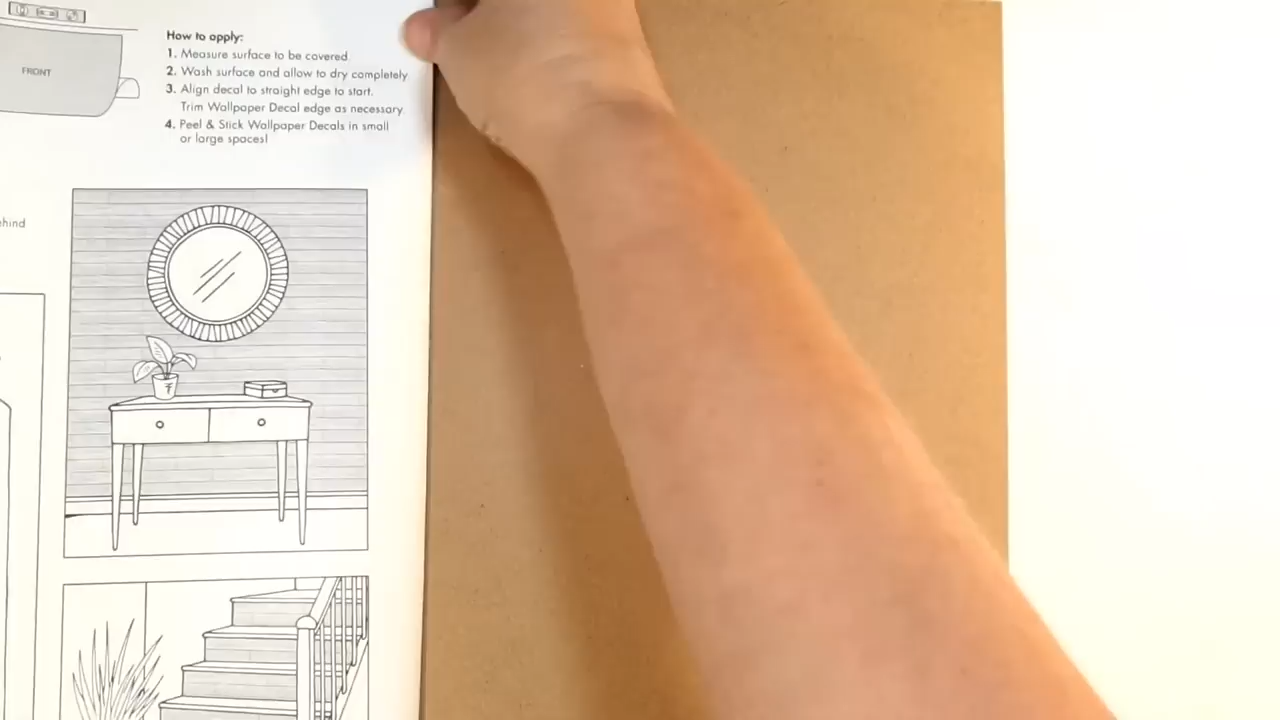 How to apply:
1. Measure surface to be covered
2. Wash surface and allow to dry completely
FRONT
3. Align decal to straight edge to start.
Trim Wallpaper Decal edge as necessary.
4. Peel & Stick Wallpaper Decals in small
or large spaces!